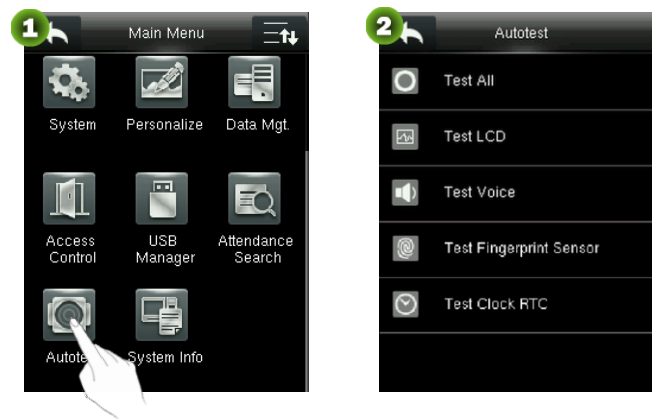 1
Main Menu
System
Personalize
Data Mgt.
Access
Control
USB
Manager
Attendance
Search
System Info
2
Autotest
Test All
Test LCD
Test Voice
Test Fingerprint Sensor
Test Clock RTC